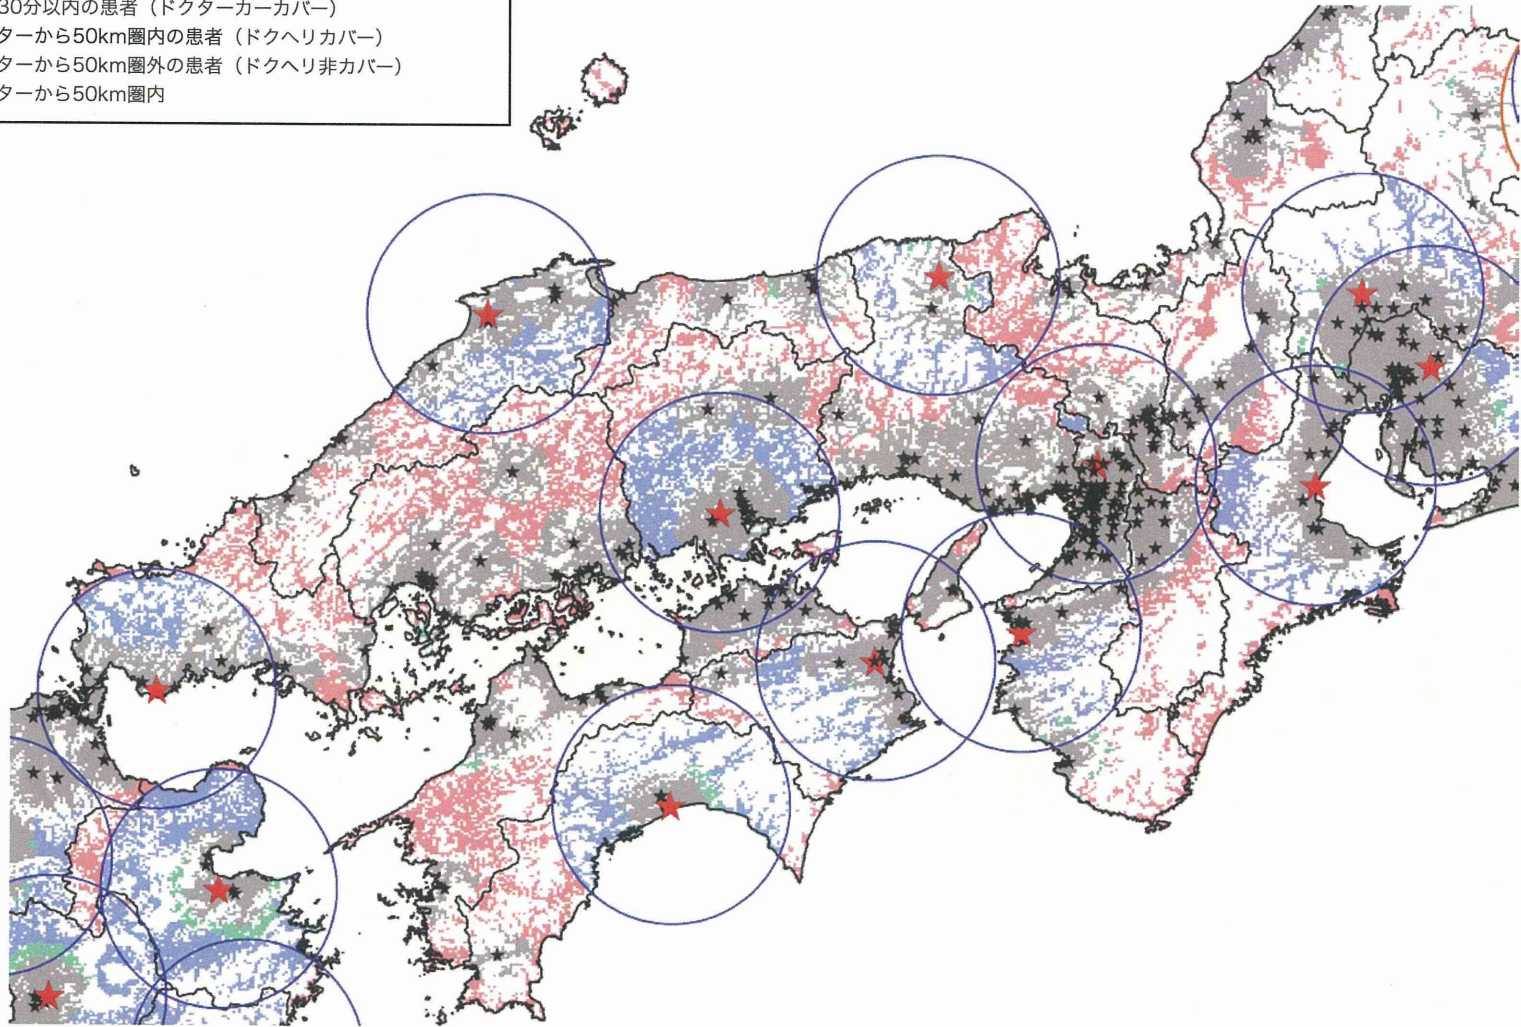 30分以内の患者（ドクターカーカバー）
ターから50km圏内の患者（ドクヘリカバー）
ターから50km圏外の患者（ドクヘリ非カバー）
ターから50km圏内